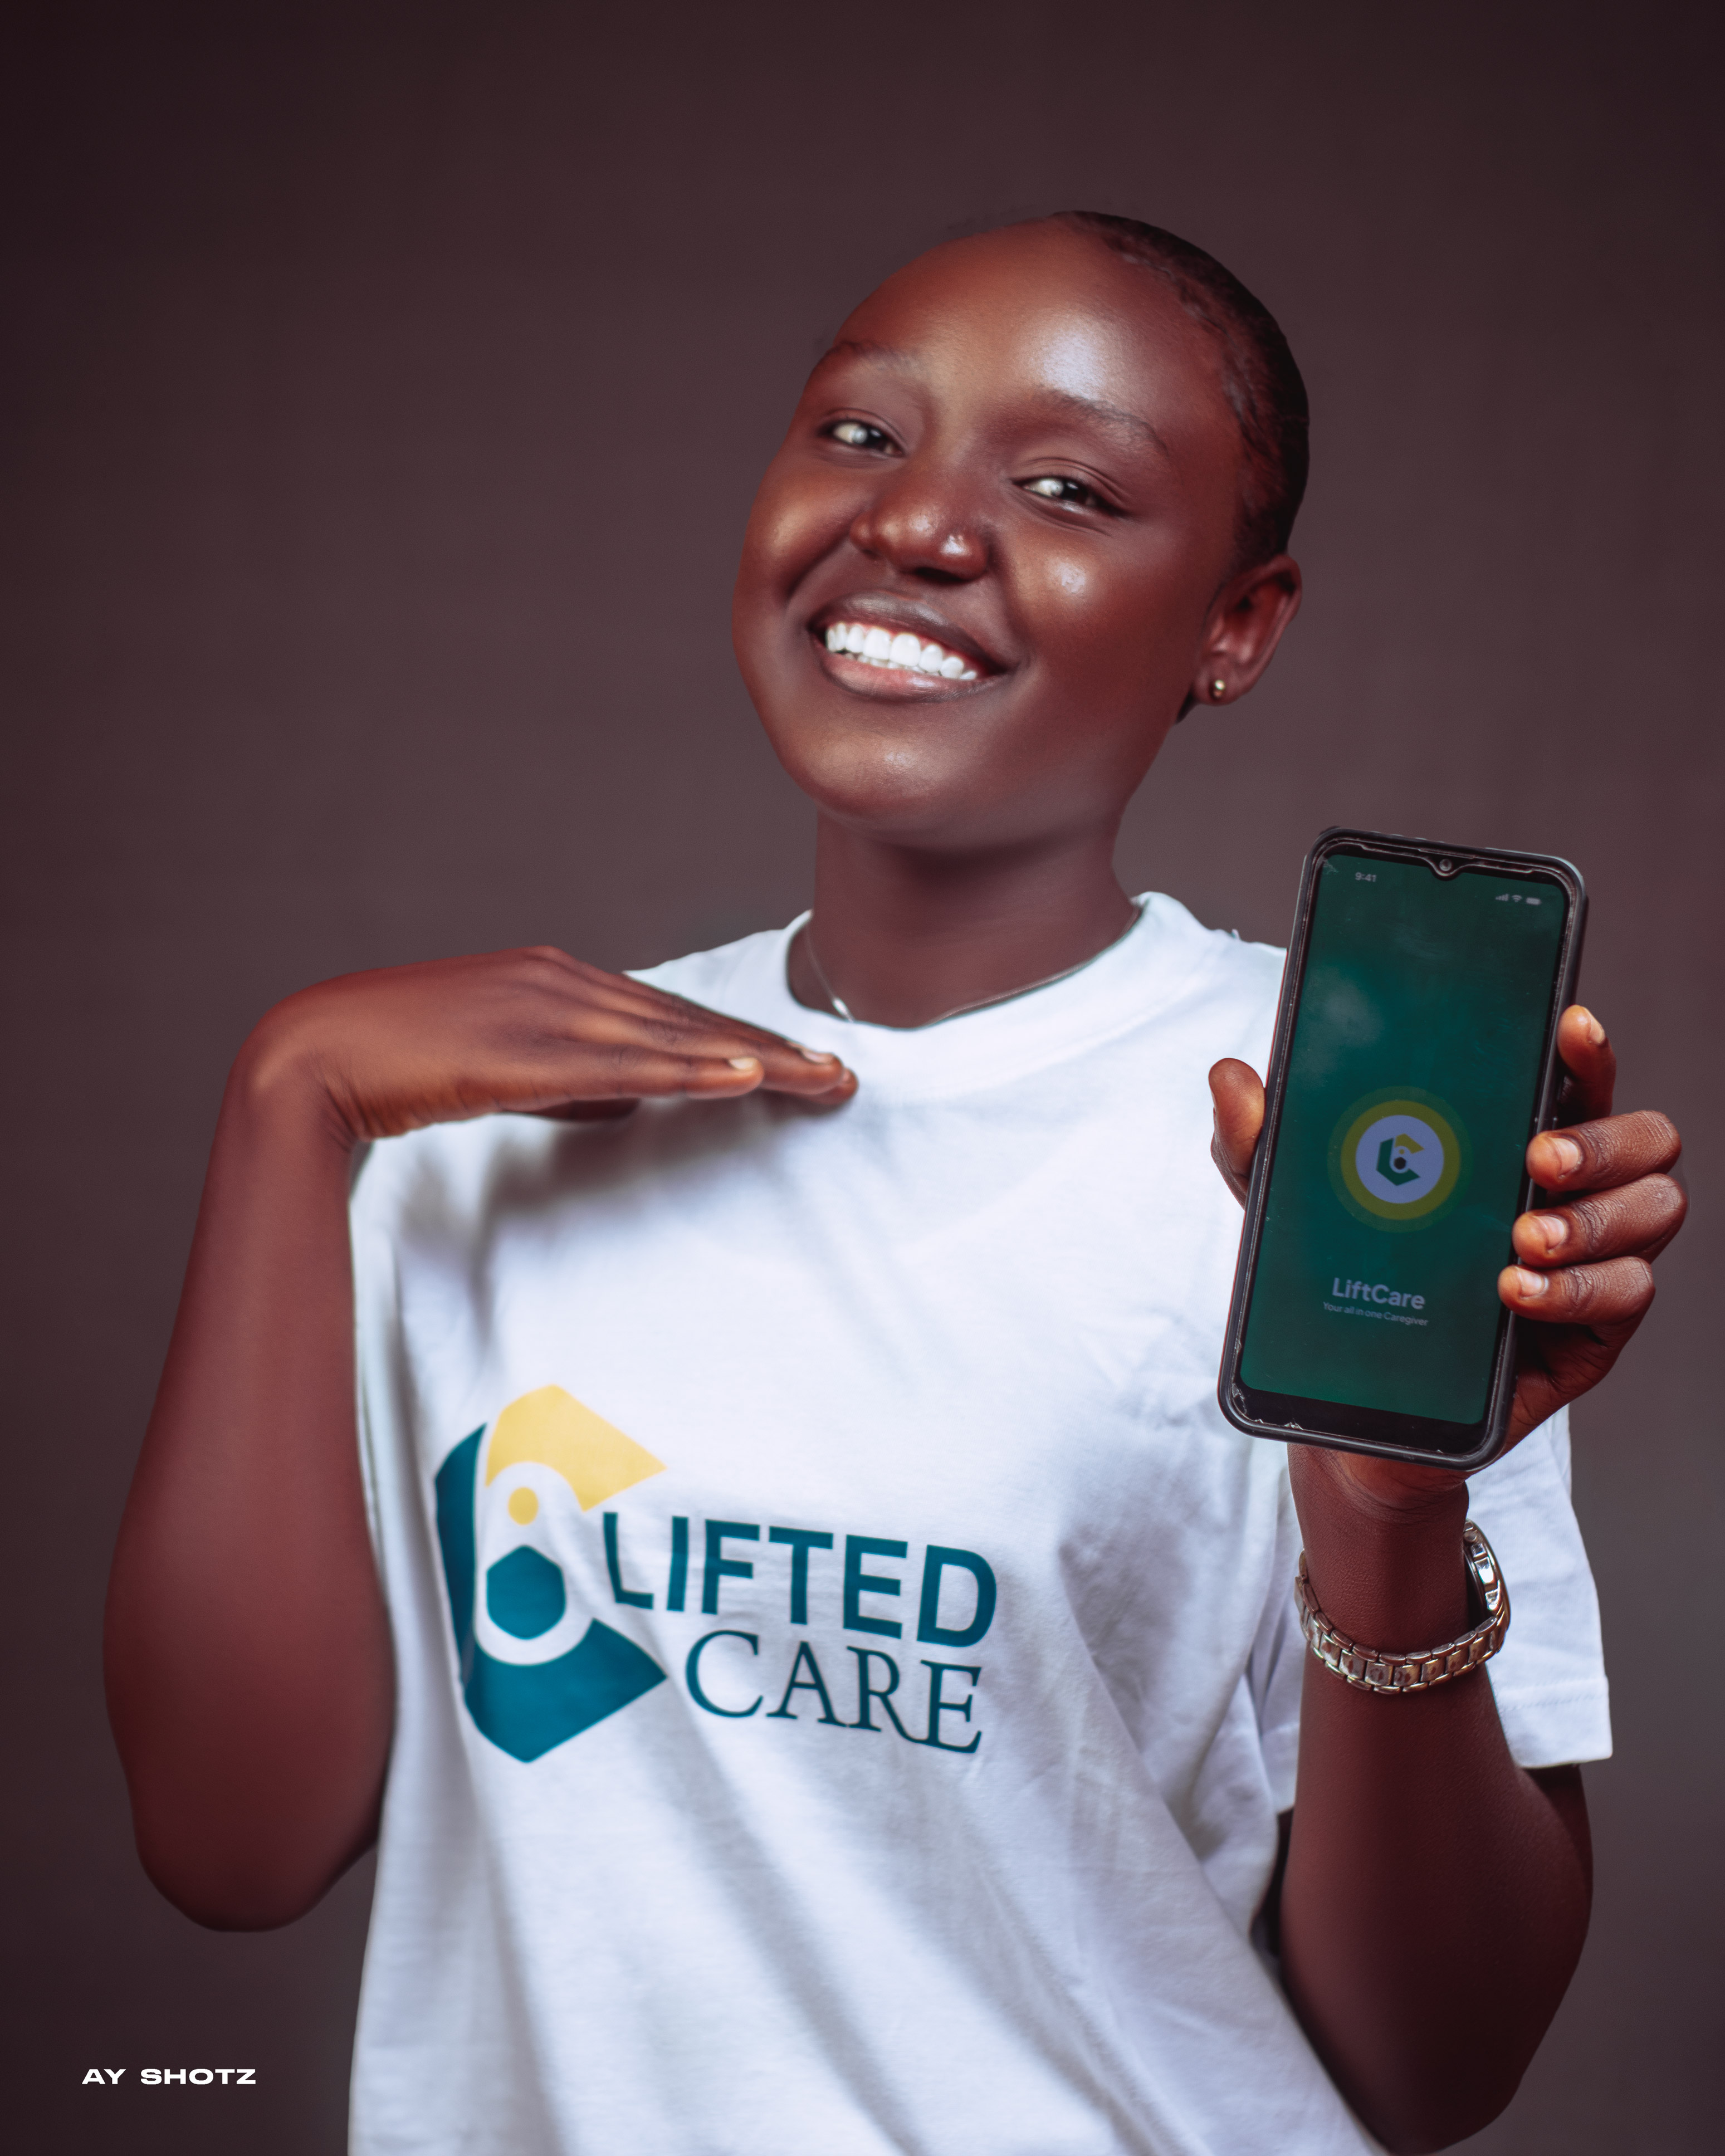 9:41
LiftCare
Your all in one Caregiver
LIFTED
CARE
AY SHOTZ